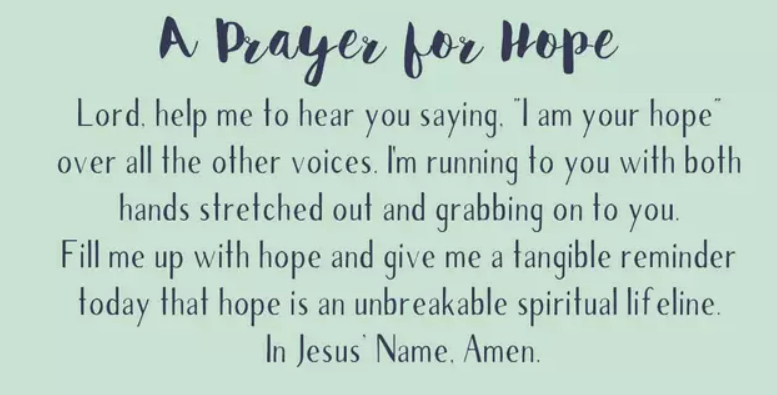 A Prayer for Hope
Lord, help me to hear you saying, "I am your hope"
over all the other voices. I'm running to you with both
hands stretched out and grabbing on to you.
Fill me up with hope and give me a tangible reminder
today that hope is an unbreakable spiritual lifeline.
In Jesus' Name, Amen.